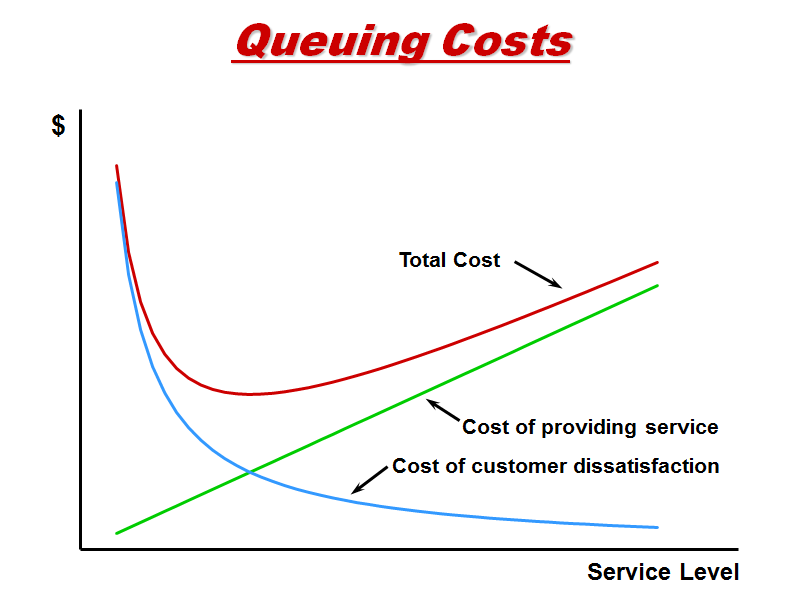 Queuing Costs
$
Total Cost
Cost of providing service
Cost of customer dissatisfaction
Service Level